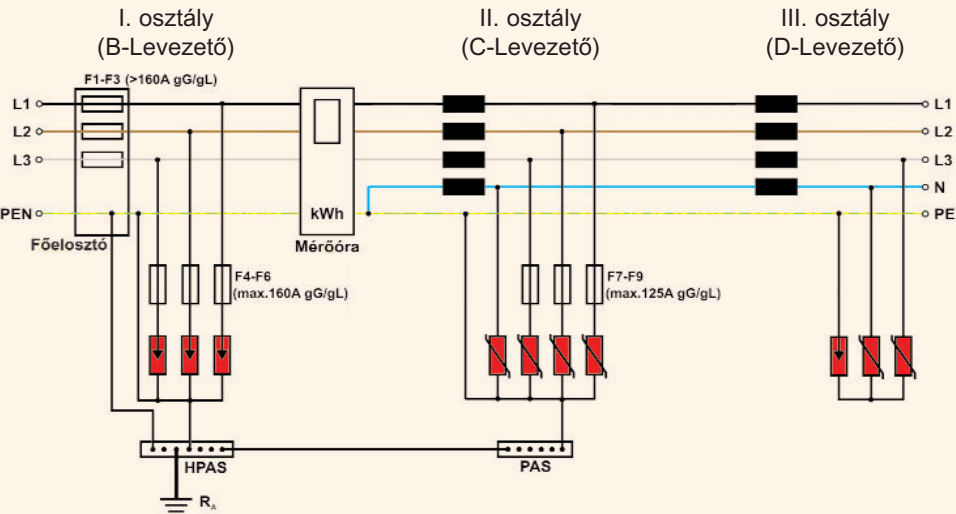 I. osztály
(B-Levezető)
II. osztály
(C-Levezető)
III. osztály
(D-Levezető)
F1-F3 (>160A gG/gL)
L1
L2
L3
PEN
Főelosztó
kWh
Mérőóra
L1
L2
L3
N
PE
F4-F6
(max.160A gG/gL)
F7-F9
(max.125A gG/gL)
HPAS
PAS
RA